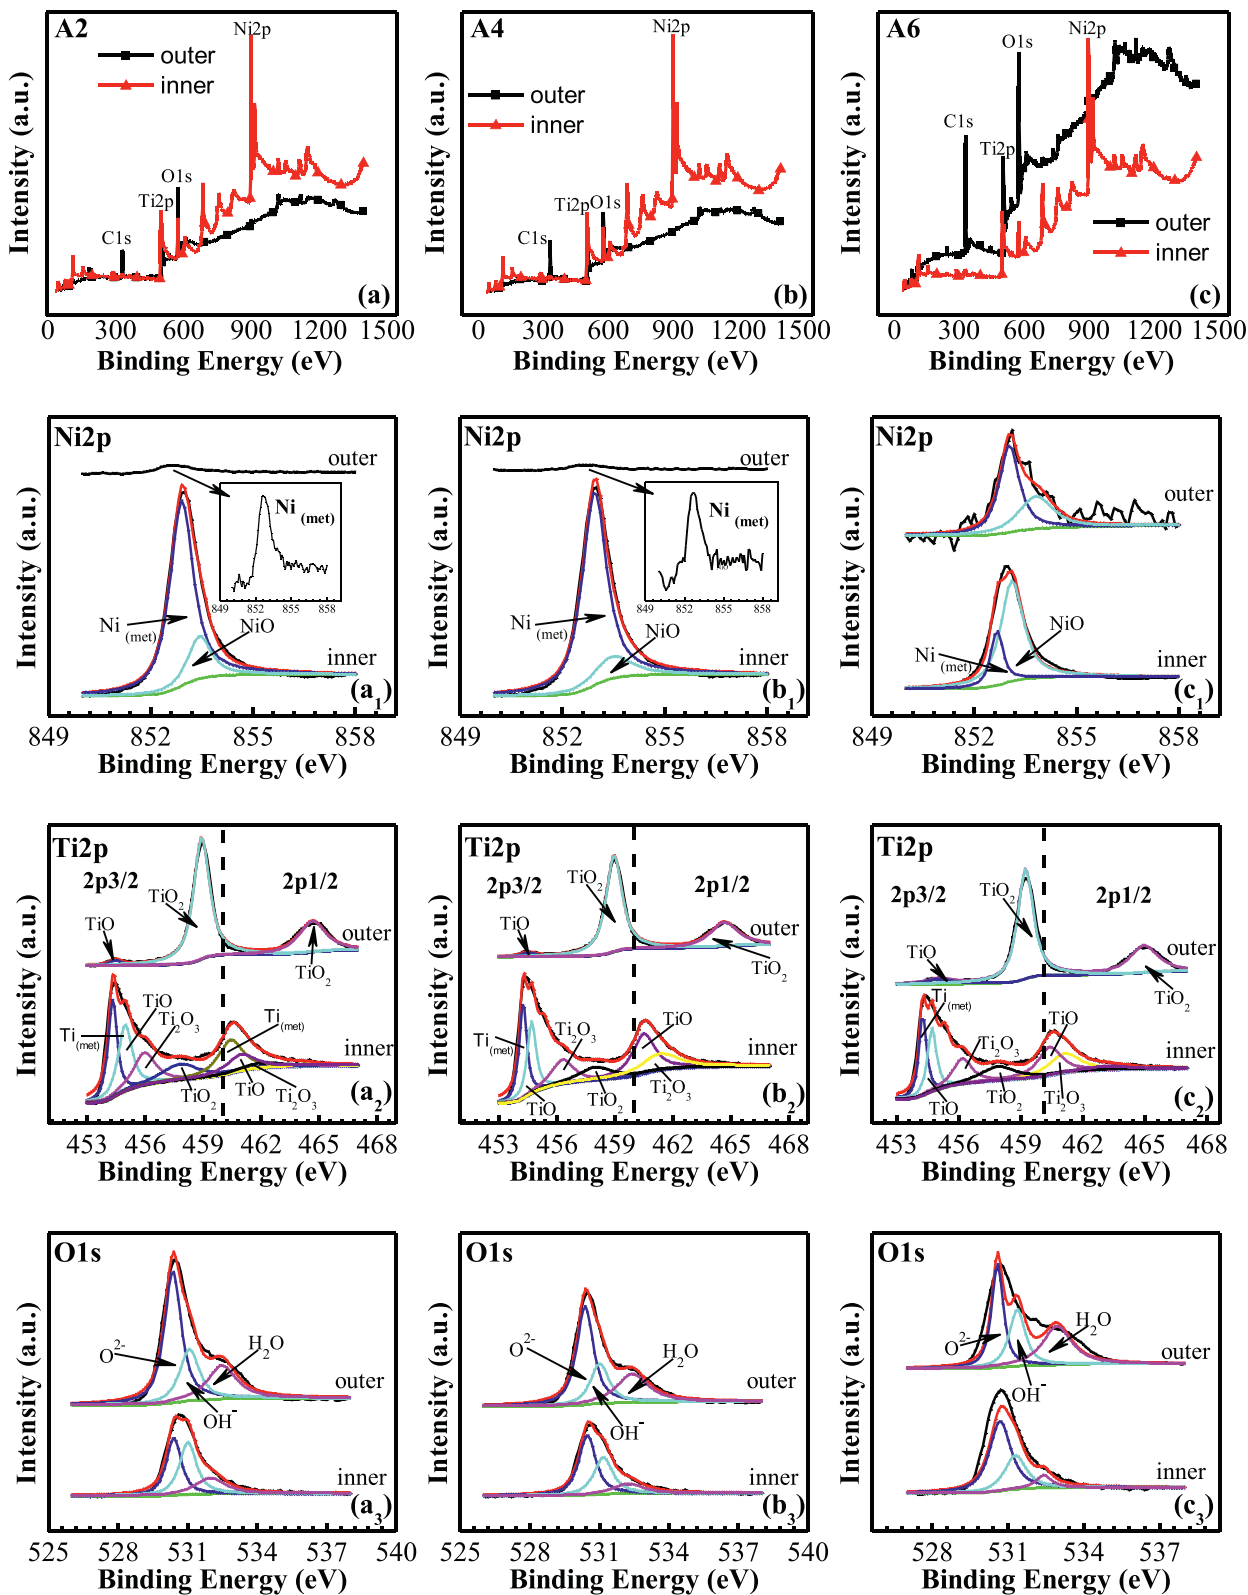 A2
Ni2p
outer
inner
O1s
Ti2p
C1s
(a)
Intensity (a.u.)
0 300 600 900 1200 1500
Binding Energy (eV)
A4
Ni2p
outer
inner
Ti2p O1s
C1s
(b)
Intensity (a.u.)
0 300 600 900 1200 1500
Binding Energy (eV)
A6
Ni2p
O1s
C1s
Ti2p
outer
inner
(c)
Intensity (a.u.)
0 300 600 900 1200 1500
Binding Energy (eV)
Ni2p
outer
Ni (met)
849 852 855 858
Ni (met)
NiO
inner
(a1)
Intensity (a.u.)
849 852 855 858
Binding Energy (eV)
Ni2p
outer
Ni (met)
849 852 855 858
Ni (met)
NiO
inner
(b1)
Intensity (a.u.)
849 852 855 858
Binding Energy (eV)
Ni2p
outer
NiO
Ni (met)
inner
(c1)
Intensity (a.u.)
849 852 855 858
Binding Energy (eV)
Ti2p
2p3/2 2p1/2
TiO2
TiO
outer
TiO2
TiO
Ti2O3
Ti (met)
Ti (met)
inner
TiO2 TiO Ti2O3
(a2)
Intensity (a.u.)
453 456 459 462 465 468
Binding Energy (eV)
Ti2p
2p3/2 2p1/2
TiO2
TiO
outer
TiO2
TiO
Ti2O3
Ti (met)
inner
TiO TiO2 Ti2O3
(b2)
Intensity (a.u.)
453 456 459 462 465 468
Binding Energy (eV)
Ti2p
2p3/2 2p1/2
TiO2
TiO
outer
TiO2
Ti (met)
TiO
Ti2O3
inner
TiO TiO2 Ti2O3
(c2)
Intensity (a.u.)
453 456 459 462 465 468
Binding Energy (eV)
O1s
O2-
H2O
outer
OH-
inner
(a3)
Intensity (a.u.)
525 528 531 534 537 540
Binding Energy (eV)
O1s
O2-
H2O
outer
OH-
inner
(b3)
Intensity (a.u.)
525 528 531 534 537 540
Binding Energy (eV)
O1s
H2O
O2-
outer
OH-
inner
(c3)
Intensity (a.u.)
528 531 534 537
Binding Energy (eV)